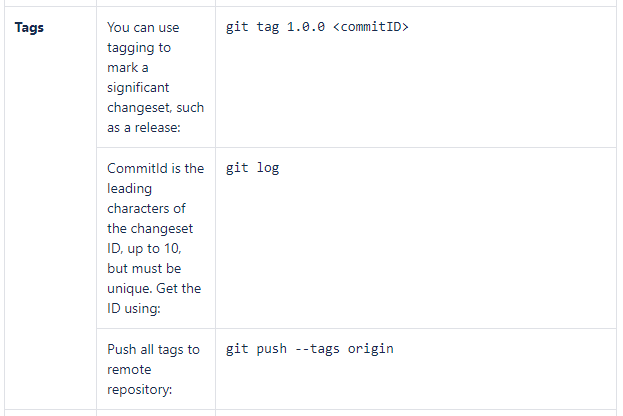 Tags
You can use
tagging to
mark a
significant
changeset, such
as a release:
git tag 1.0.0 <commitID>
CommitId is the
leading
characters of
the changeset
ID, up to 10,
but must be
unique. Get the
ID using:
git log
Push all tags to
remote
repository:
git push --tags origin